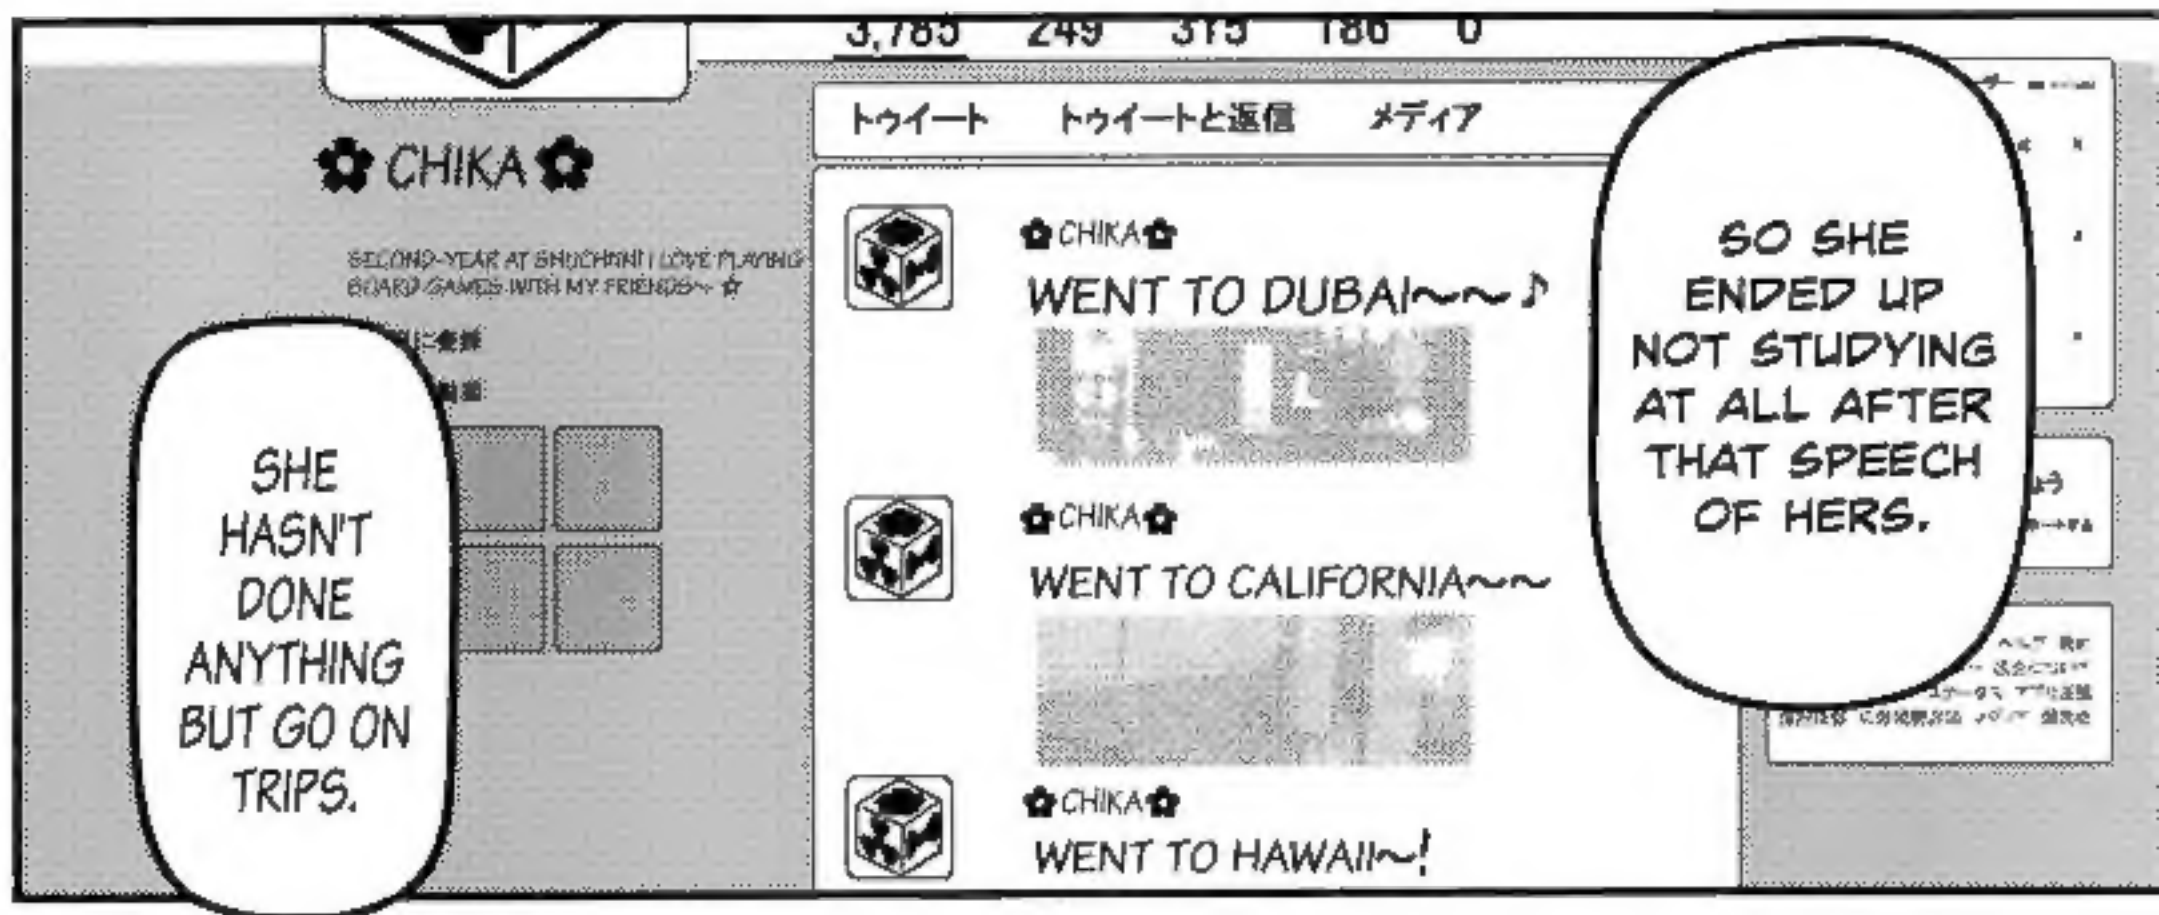 3,785 249 315 186 0
トゥイート トゥイートと返信 メディア
✿ CHIKA ✿
SECOND-YEAR AT SHUCHIIN! I LOVE PLAYING
BOARD GAMES WITH MY FRIENDS~ ☆
SO SHE
ENDED UP
NOT STUDYING
AT ALL AFTER
THAT SPEECH
OF HERS.
✿CHIKA✿
WENT TO DUBAI~~♪
✿CHIKA✿
WENT TO CALIFORNIA~~
✿CHIKA✿
WENT TO HAWAII~!
SHE
HASN'T
DONE
ANYTHING
BUT GO ON
TRIPS.